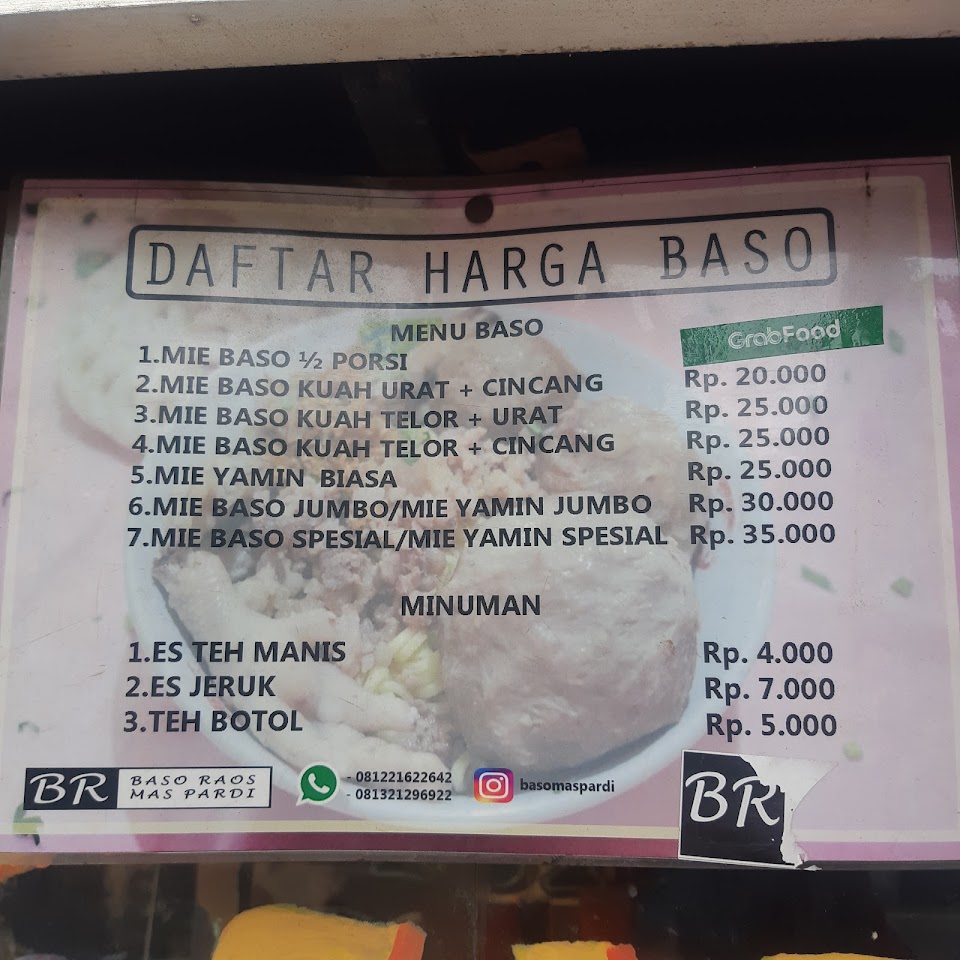 DAFTAR HARGA BASO
MENU BASO
GrabFood
1.MIE BASO ½ PORSI Rp. 20.000
2.MIE BASO KUAH URAT + CINCANG Rp. 25.000
3.MIE BASO KUAH TELOR + URAT Rp. 25.000
4.MIE BASO KUAH TELOR + CINCANG Rp. 25.000
5.MIE YAMIN BIASA Rp. 30.000
6.MIE BASO JUMBO/MIE YAMIN JUMBO Rp. 35.000
7.MIE BASO SPESIAL/MIE YAMIN SPESIAL
MINUMAN
1.ES TEH MANIS Rp. 4.000
2.ES JERUK Rp. 7.000
3.TEH BOTOL Rp. 5.000
BR BASO RAOS
MAS PARDI
- 081221622642
- 081321296922
basomaspardi
BR